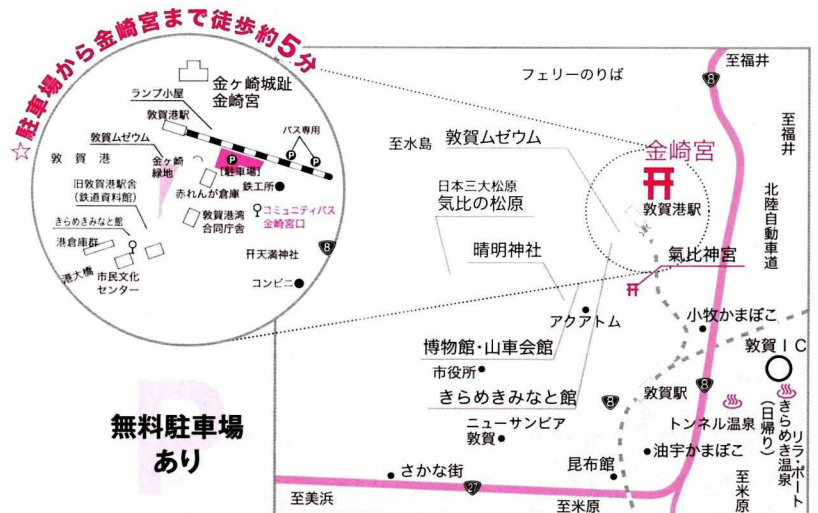 ☆駐車場から金崎宮まで徒歩約5分
金ヶ崎城趾
金崎宮
ランプ小屋
敦賀港駅
バス専用
敦賀ムゼウム
敦賀港
金ヶ崎
緑地
P
P
P
[駐車場]
鉄工所
赤れんが倉庫
旧敦賀港駅舎
(鉄道資料館)
敦賀港湾
合同庁舎
コミュニティバス
金崎宮口
きらめきみなと館
港倉庫群
天満神社
8
港大橋
市民文化
センター
コンビニ
無料駐車場
あり
P
フェリーのりば
至福井
8
至福井
至水島
敦賀ムゼウム
金崎宮
日本三大松原
気比の松原
敦賀港駅
北陸自動車道
晴明神社
氣比神宮
アクアトム
小牧かまぼこ
博物館・山車会館
敦賀IC
市役所
きらめきみなと館
敦賀駅
8
8
トンネル温泉
リラ・ポート
きらめき温泉
(日帰り)
ニューサンピア
敦賀
油宇かまぼこ
さかな街
昆布館
至美浜
27
至米原
至米原